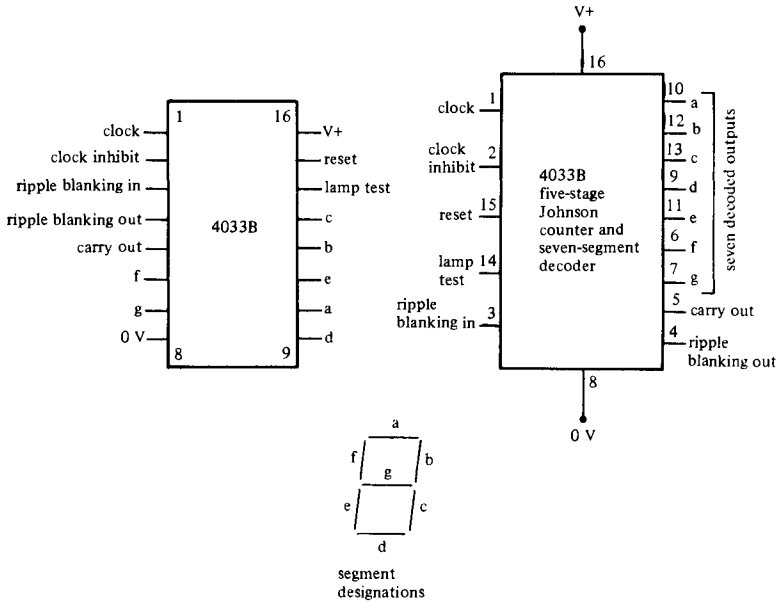 1 16
clock
clock inhibit
ripple blanking in
ripple blanking out
carry out
f
g
0 V
4033B
V+
reset
lamp test
c
b
e
a
d
8 9
V+
16
clock
1
clock
inhibit
2
reset
15
lamp
test
14
ripple
blanking in
3
4033B
five-stage
Johnson
counter and
seven-segment
decoder
10
a
12
b
13
c
9
d
11
e
6
f
7
g
seven decoded outputs
5
carry out
4
ripple
blanking out
8
0 V
a
f
b
g
e
c
d
segment
designations